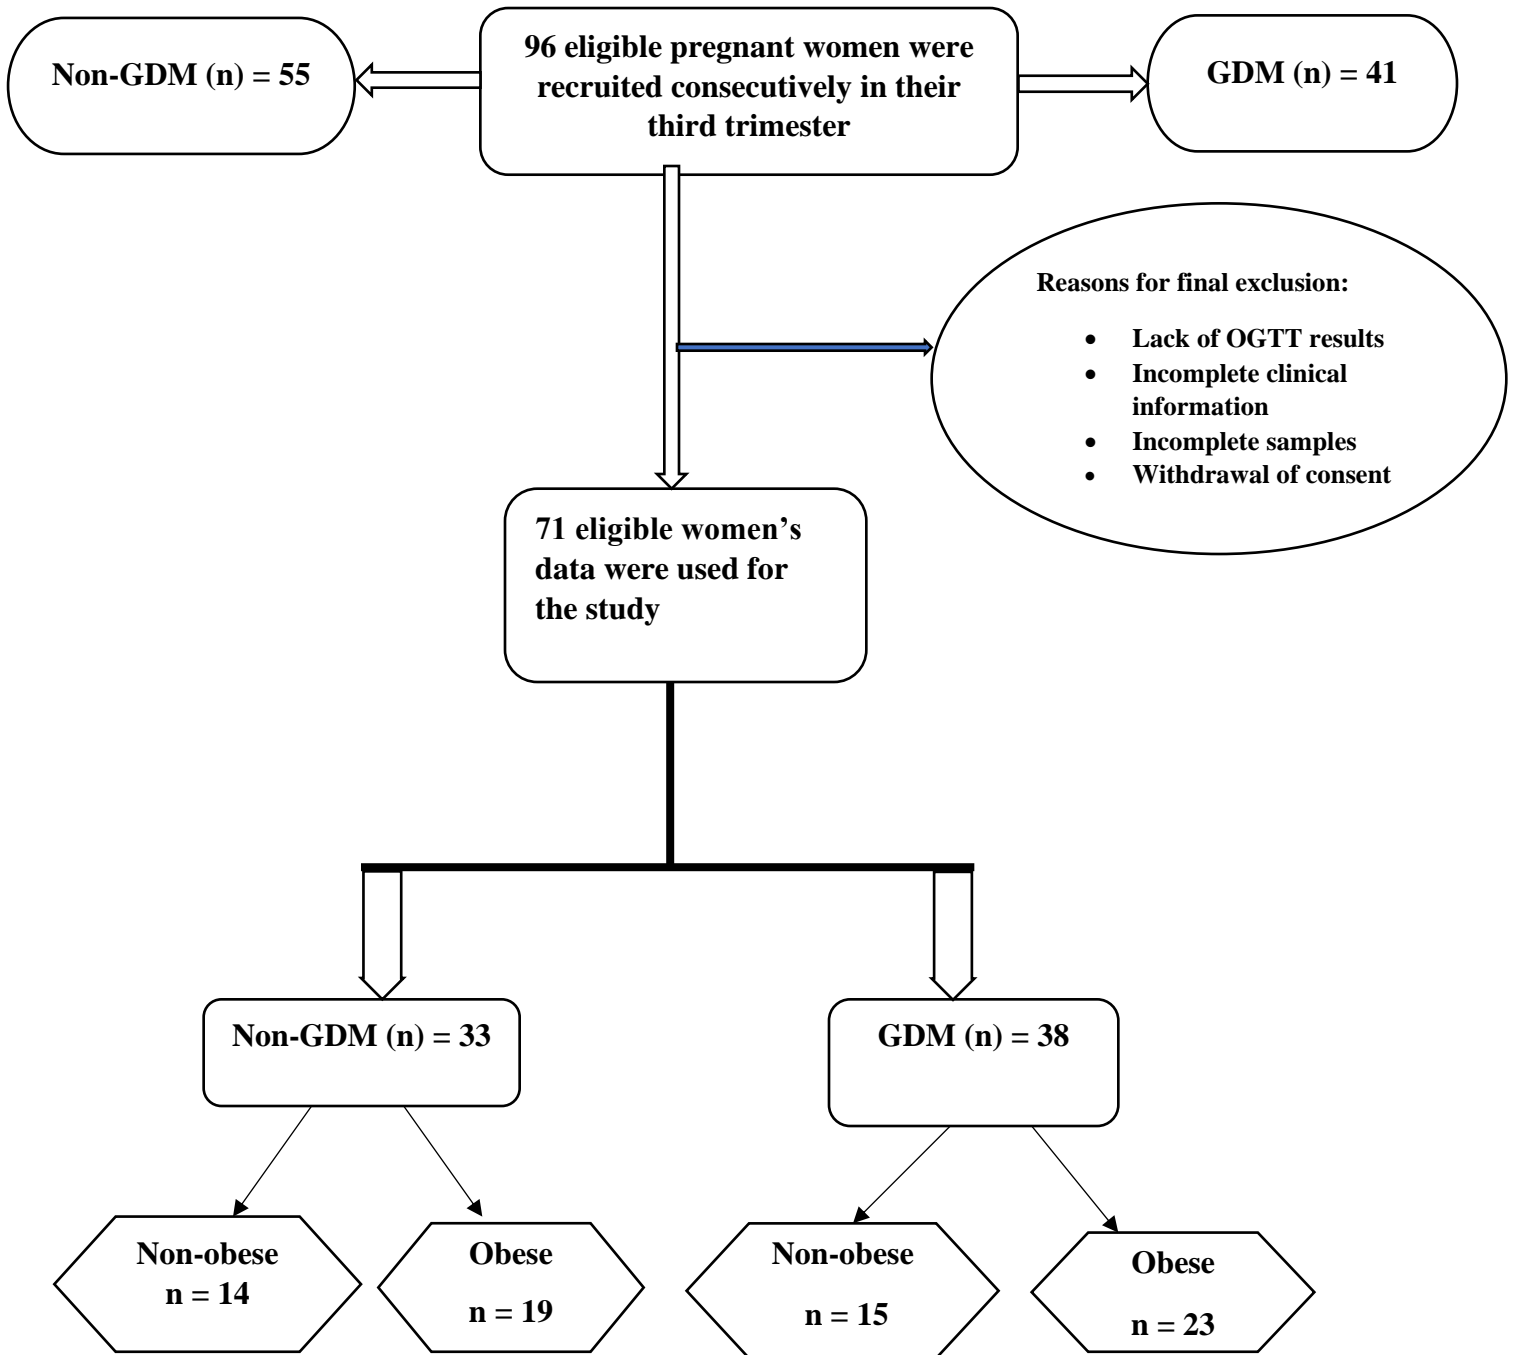 Non-GDM (n) = 55
96 eligible pregnant women were
recruited consecutively in their
third trimester
GDM (n) = 41
Reasons for final exclusion:
• Lack of OGTT results
• Incomplete clinical
information
• Incomplete samples
• Withdrawal of consent
71 eligible women’s
data were used for
the study
Non-GDM (n) = 33
GDM (n) = 38
Non-obese
n = 14
Obese
n = 19
Non-obese
n = 15
Obese
n = 23